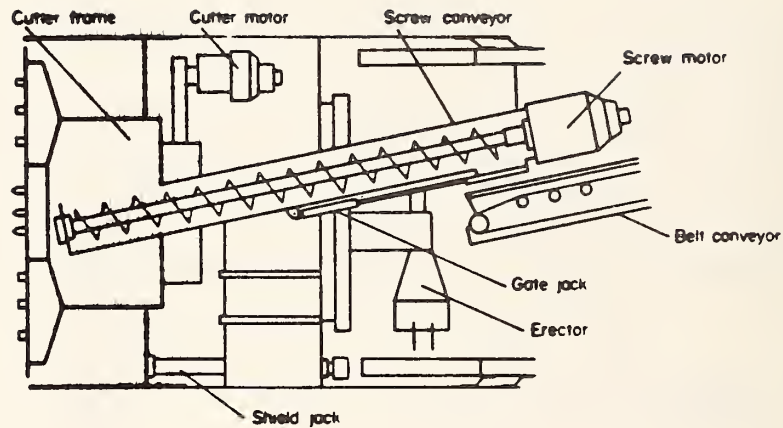 Cutter frame
Cutter motor
Screw conveyor
Screw motor
Belt conveyor
Gate jack
Erector
Shield jack